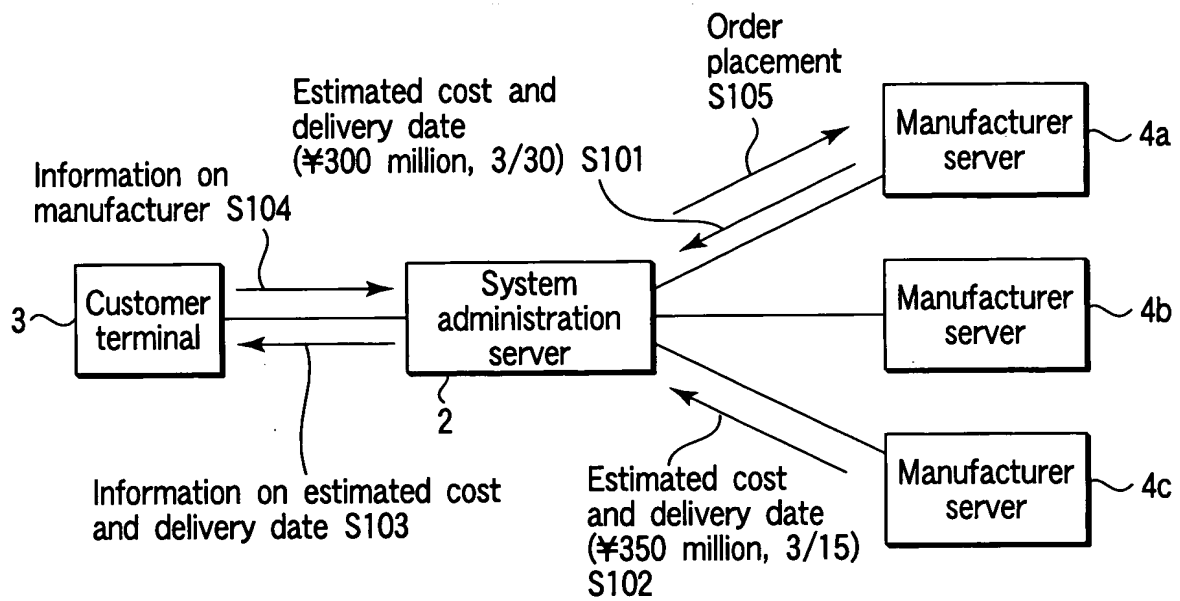 Order
placement
S105
Estimated cost and
delivery date
(¥300 million, 3/30) S101
Manufacturer
server
4a
Information on
manufacturer S104
3
Customer
terminal
System
administration
server
2
Manufacturer
server
4b
Information on estimated cost
and delivery date S103
Estimated cost
and delivery date
(¥350 million, 3/15)
S102
Manufacturer
server
4c